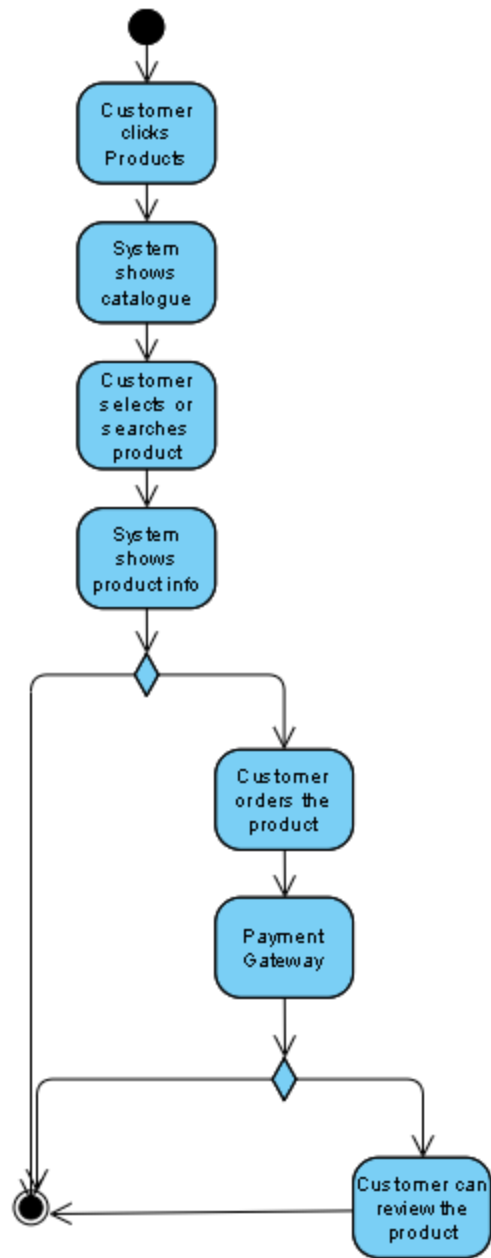 Customer
clicks
Products
System
shows
catalogue
Customer
selects or
searches
product
System
shows
product info
Customer
orders the
product
Payment
Gateway
Customer can
review the
product